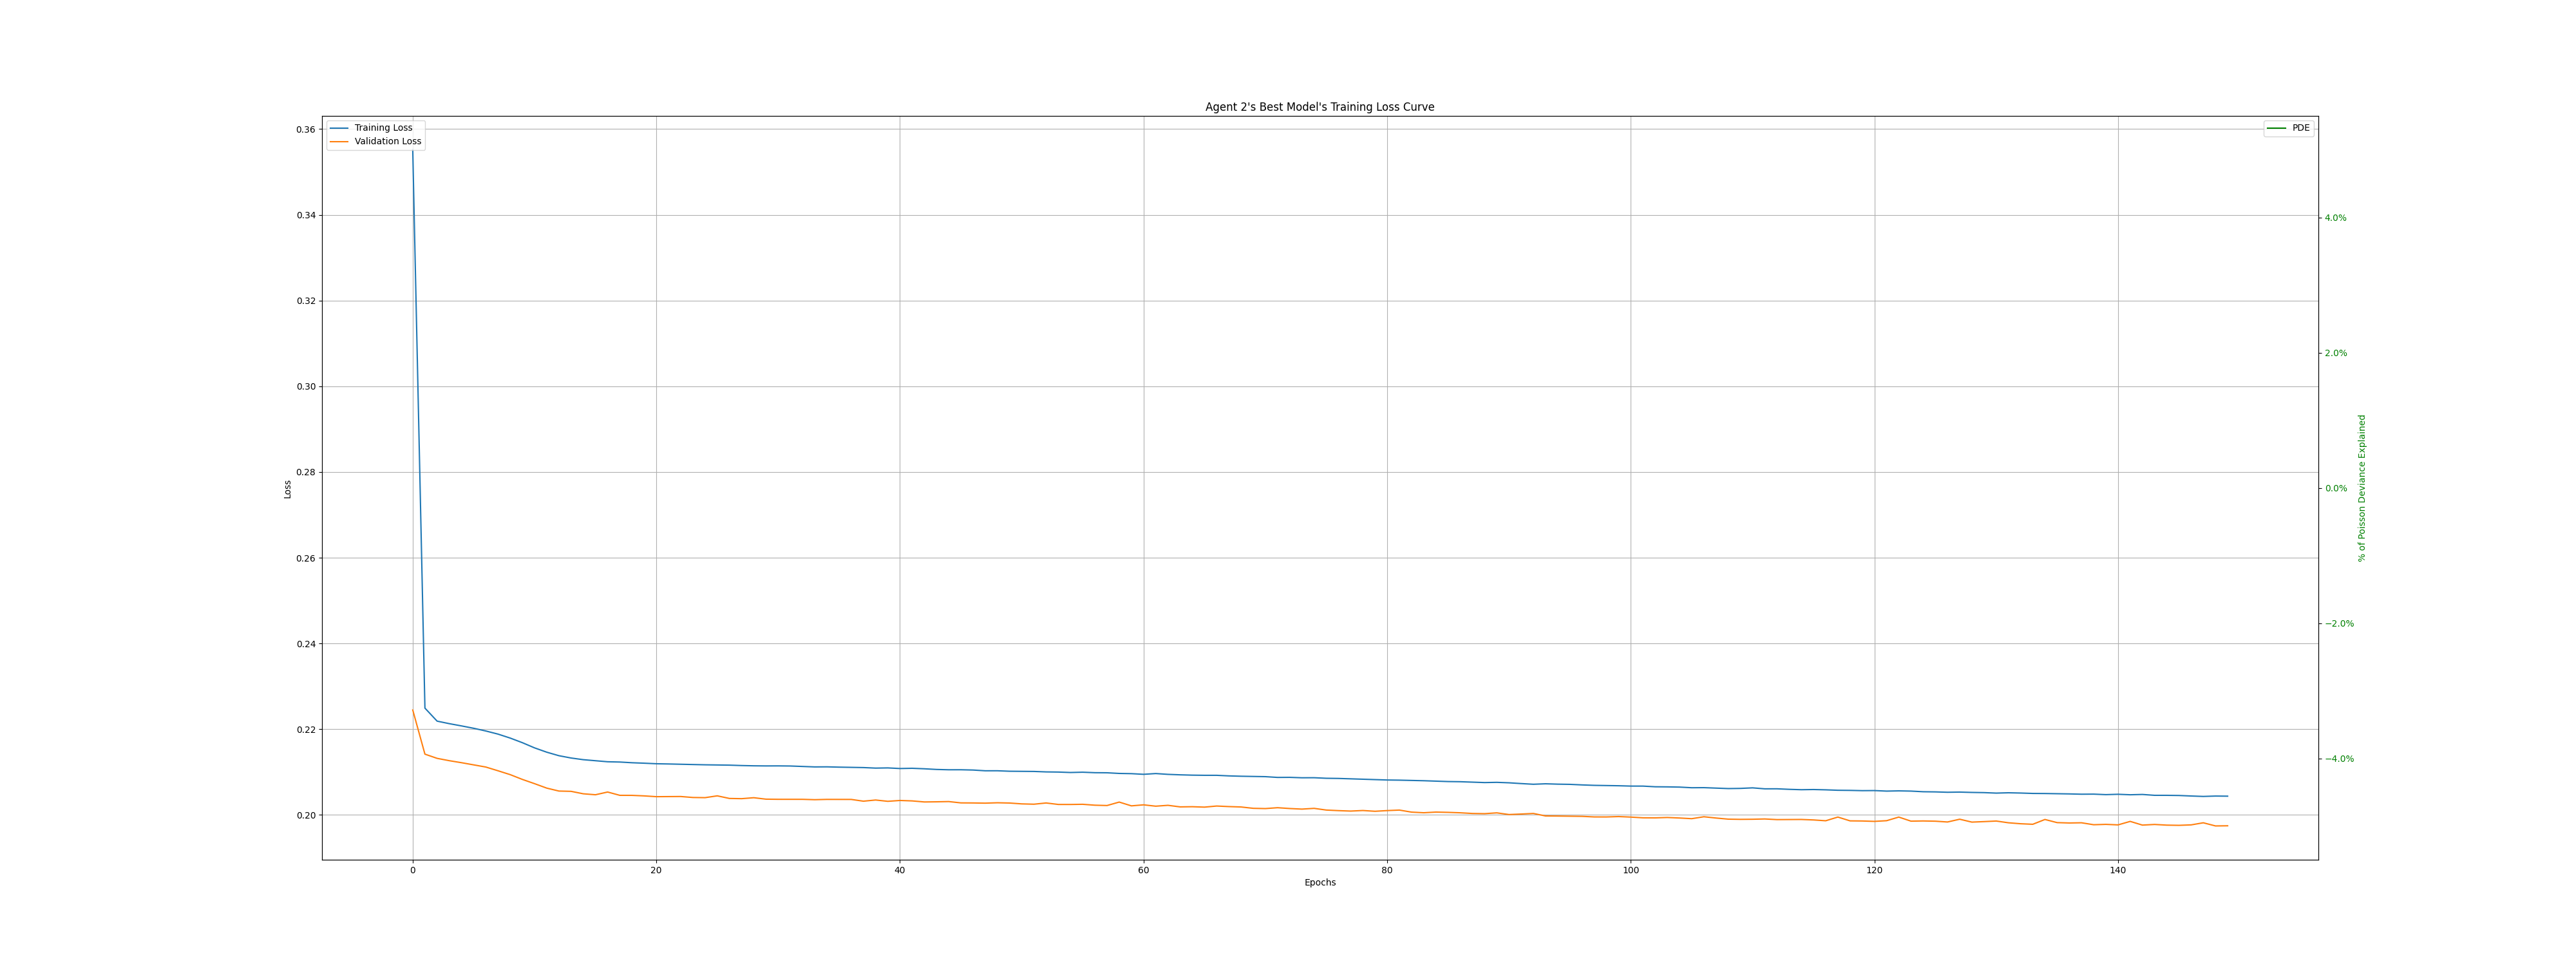 Agent 2's Best Model's Training Loss Curve
Training Loss
Validation Loss
PDE
0.36
0.34
0.32
0.30
0.28
0.26
0.24
0.22
0.20
Loss
4.0%
2.0%
0.0%
−2.0%
−4.0%
% of Poisson Deviance Explained
0 20 40 60 80 100 120 140
Epochs